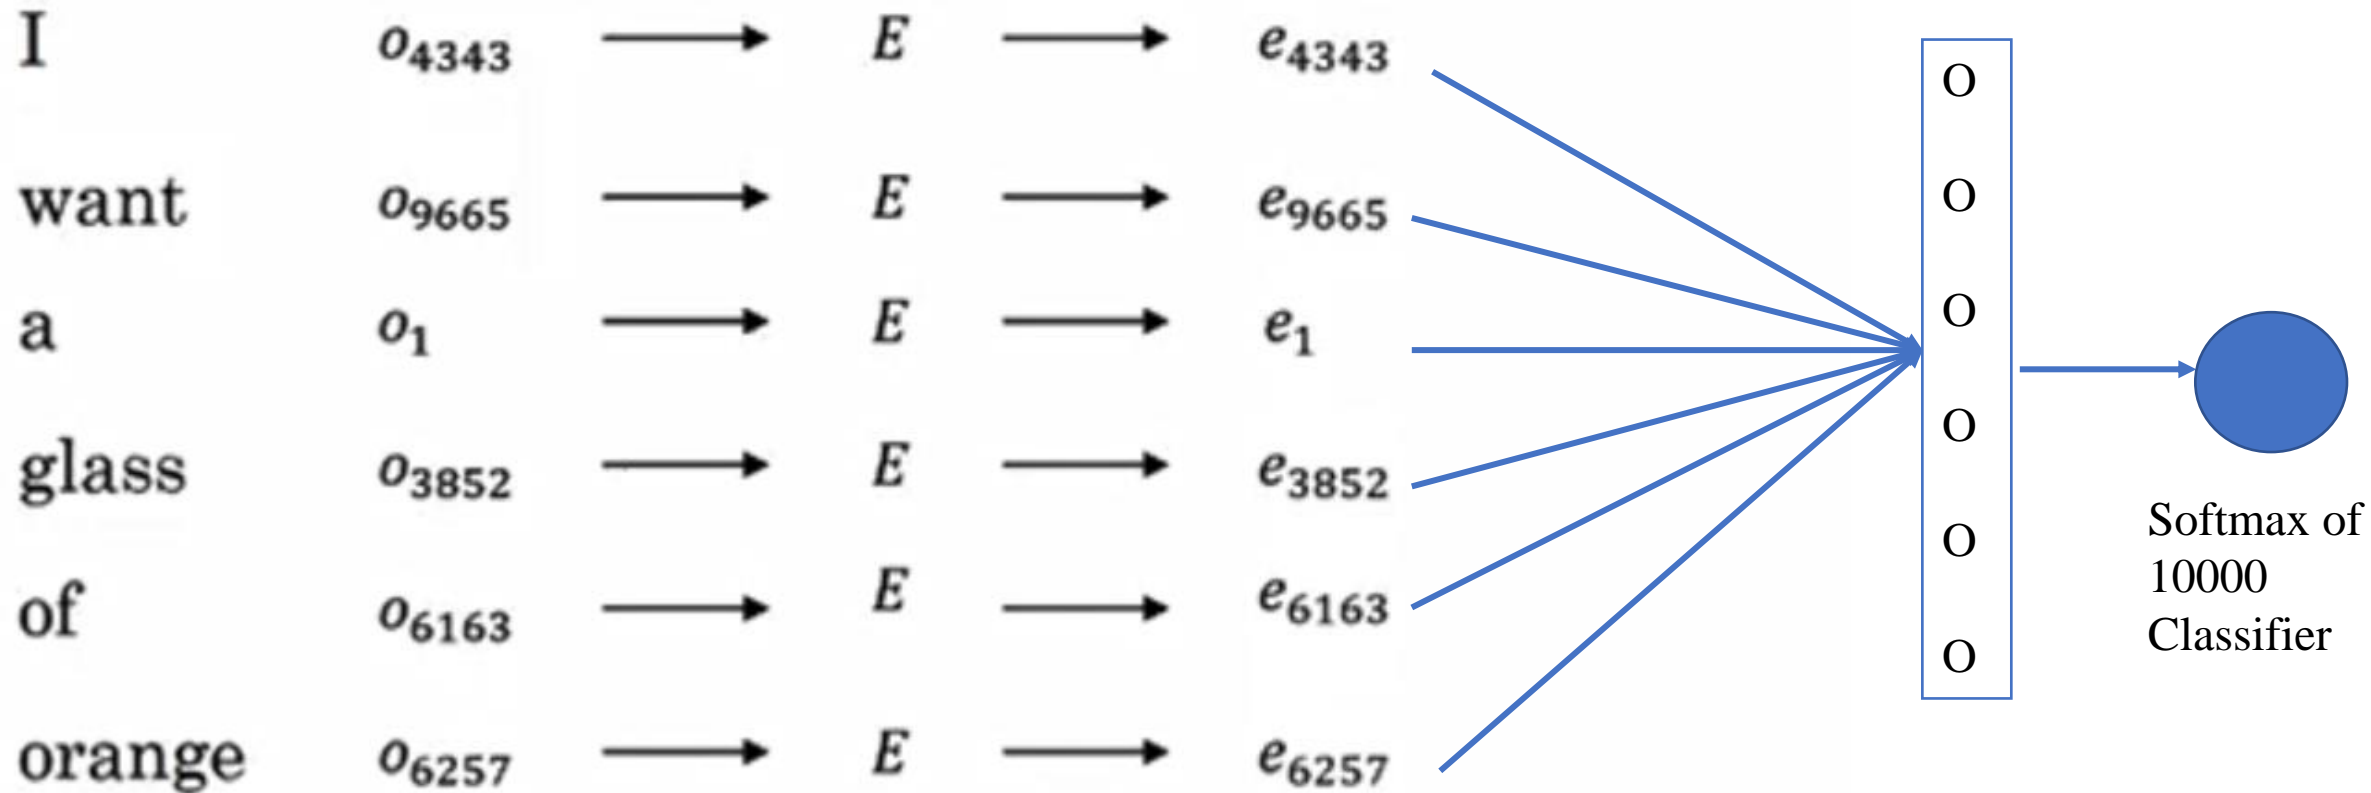 I o4343 E e4343
want o9665 E e9665
a o1 E e1
glass o3852 E e3852
of o6163 E e6163
orange o6257 E e6257
O
O
O
O
O
O
Softmax of
10000
Classifier